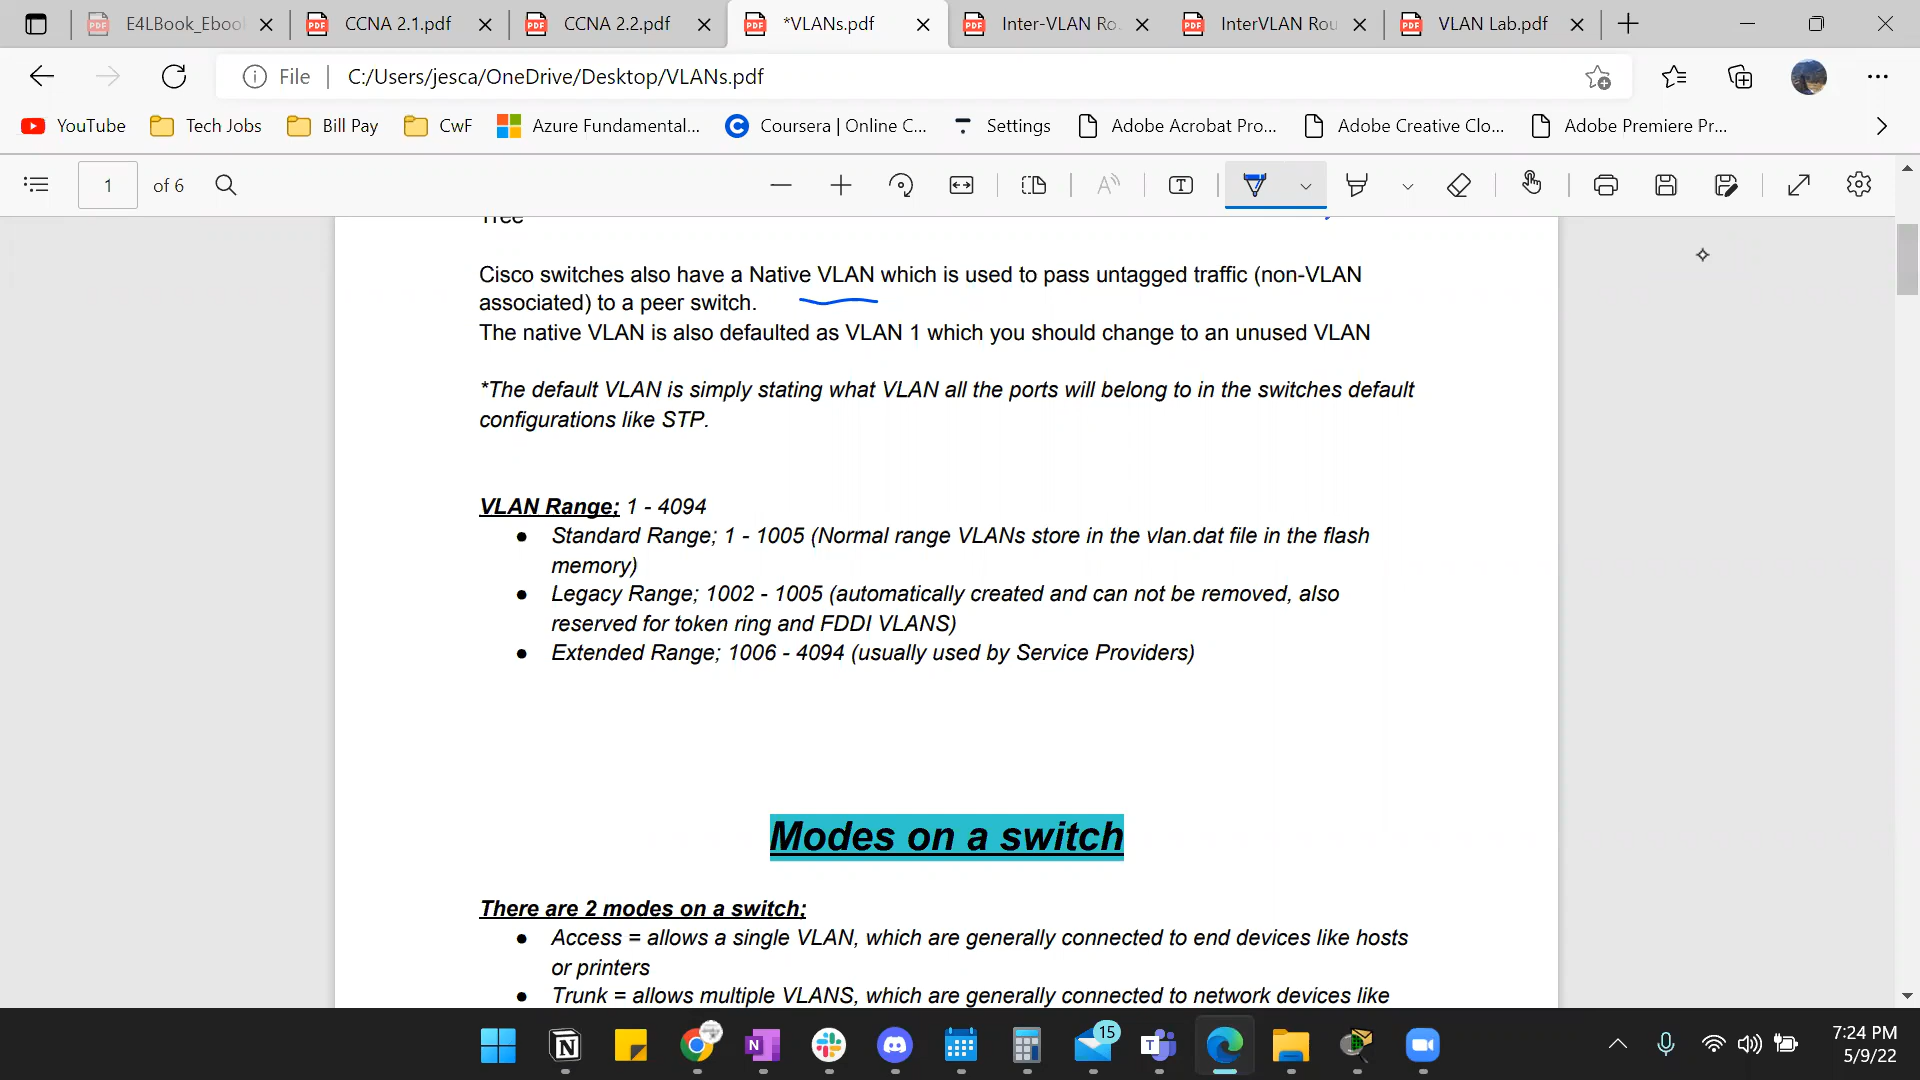 E4LBook_Ebool
CCNA 2.1.pdf
CCNA 2.2.pdf
*VLANs.pdf
Inter-VLAN Ro
InterVLAN Rou
VLAN Lab.pdf
File
C:/Users/jesca/OneDrive/Desktop/VLANs.pdf
YouTube
Tech Jobs
Bill Pay
CwF
Azure Fundamental...
Coursera | Online C...
Settings
Adobe Acrobat Pro...
Adobe Creative Clo...
Adobe Premiere Pr...
1 of 6
Tree
Cisco switches also have a Native VLAN which is used to pass untagged traffic (non-VLAN
associated) to a peer switch.
The native VLAN is also defaulted as VLAN 1 which you should change to an unused VLAN
*The default VLAN is simply stating what VLAN all the ports will belong to in the switches default
configurations like STP.
VLAN Range; 1 - 4094
● Standard Range; 1 - 1005 (Normal range VLANs store in the vlan.dat file in the flash
memory)
● Legacy Range; 1002 - 1005 (automatically created and can not be removed, also
reserved for token ring and FDDI VLANS)
● Extended Range; 1006 - 4094 (usually used by Service Providers)
Modes on a switch
There are 2 modes on a switch;
● Access = allows a single VLAN, which are generally connected to end devices like hosts
or printers
● Trunk = allows multiple VLANS, which are generally connected to network devices like
15
7:24 PM
5/9/22